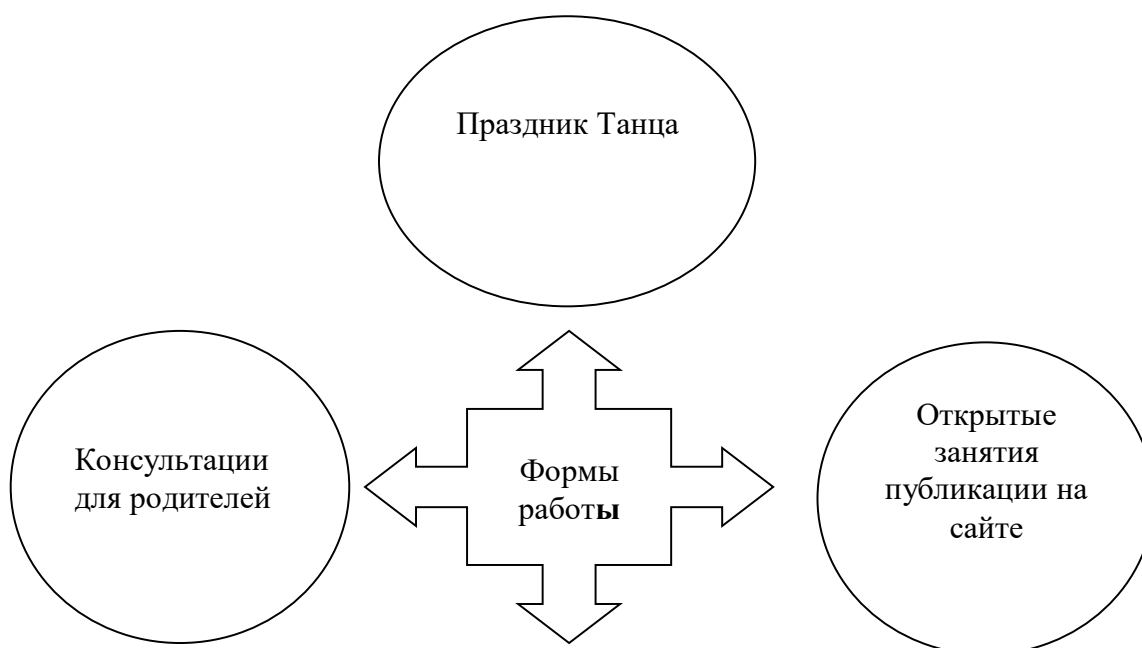 Праздник Танца
Консультации
для родителей
Формы
работы
Открытые
занятия
публикации на
сайте